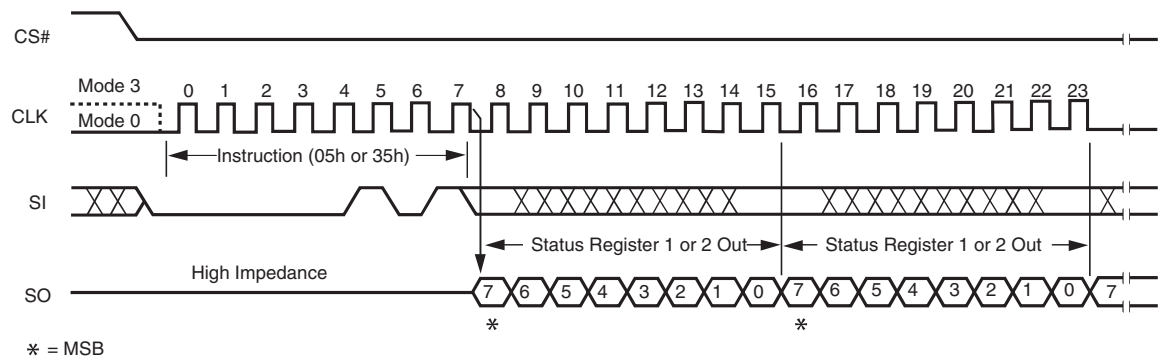 CS#
Mode 3
0 1 2 3 4 5 6 7 8 9 10 11 12 13 14 15 16 17 18 19 20 21 22 23
CLK
Mode 0
Instruction (05h or 35h)
SI
Status Register 1 or 2 Out Status Register 1 or 2 Out
High Impedance
SO
7 6 5 4 3 2 1 0 7 6 5 4 3 2 1 0 7
* *
* = MSB